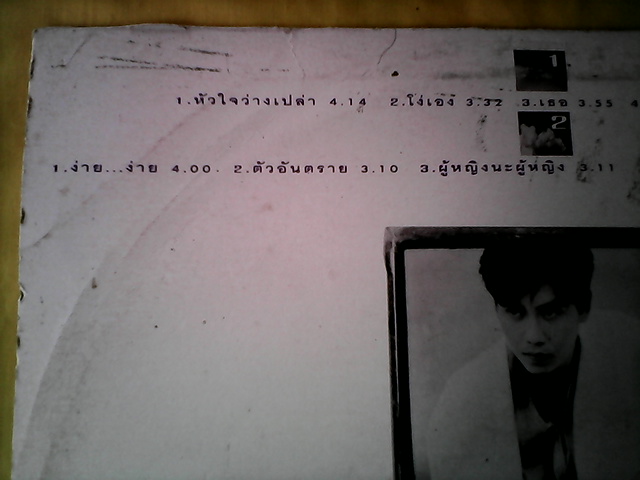 1
1.หัวใจว่างเปล่า 4.14 2.โง่เอง 3.32 3.เธอ 3.55 4
2
1.ง่าย...ง่าย 4.00. 2.ตัวอันตราย 3.10 3.ผู้หญิงนะผู้หญิง 3.11